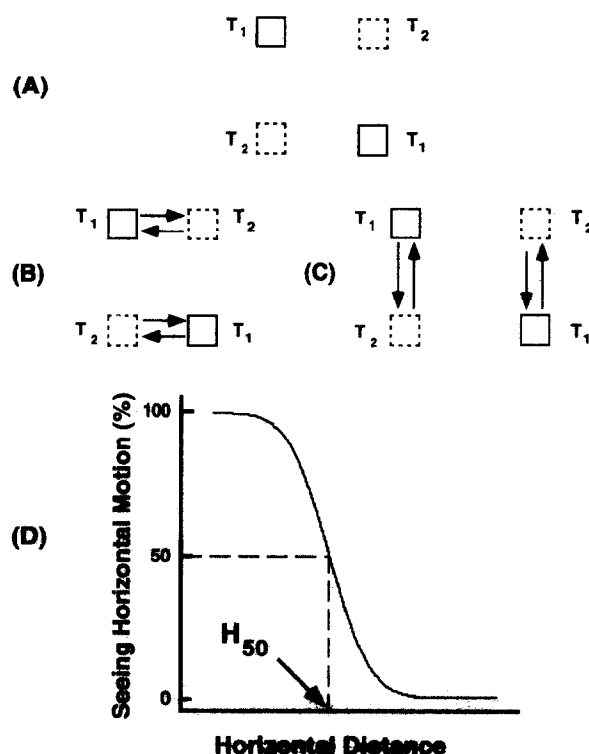 T1 T2
(A)
T2 T1
T1 T2 T1 T2
(B) (C)
T2 T1 T2 T1
(D)
Seeing Horizontal Motion (%)
100
50
0
H50
Horizontal Distance